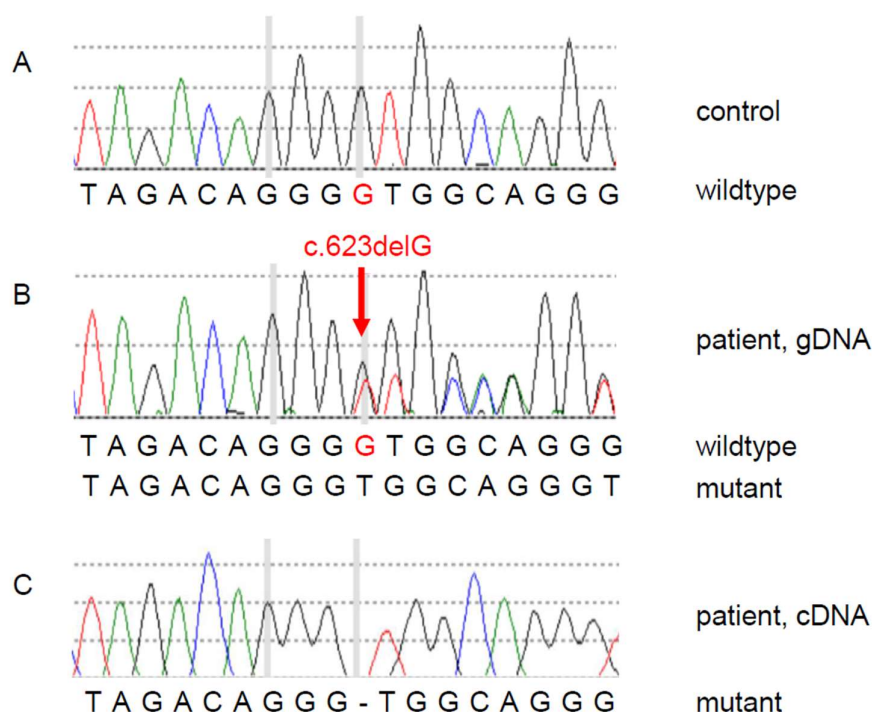 A
control
T A G A C A G G G G T G G C A G G G
wildtype
c.623delG
B
patient, gDNA
T A G A C A G G G G T G G C A G G G
wildtype
T A G A C A G G G T G G C A G G G T
mutant
C
patient, cDNA
T A G A C A G G G - T G G C A G G G
mutant